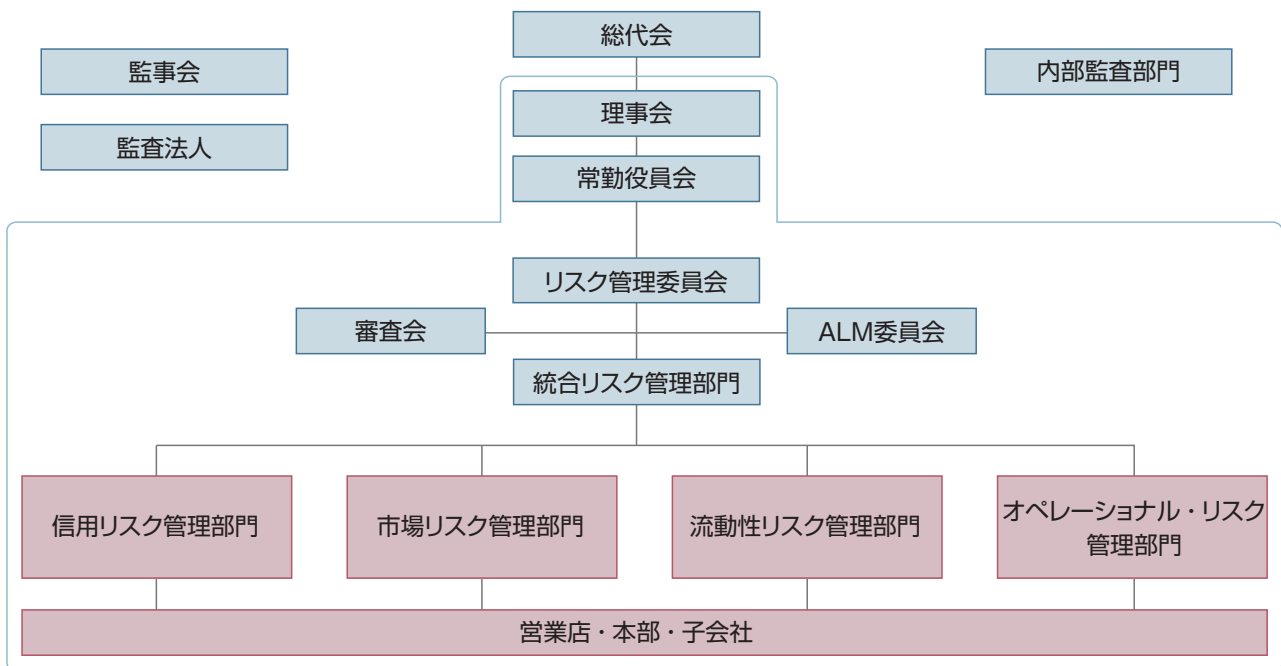 総代会
監事会
内部監査部門
理事会
監査法人
常勤役員会
リスク管理委員会
審査会
ALM委員会
統合リスク管理部門
信用リスク管理部門
市場リスク管理部門
流動性リスク管理部門
オペレーショナル・リスク
管理部門
営業店・本部・子会社